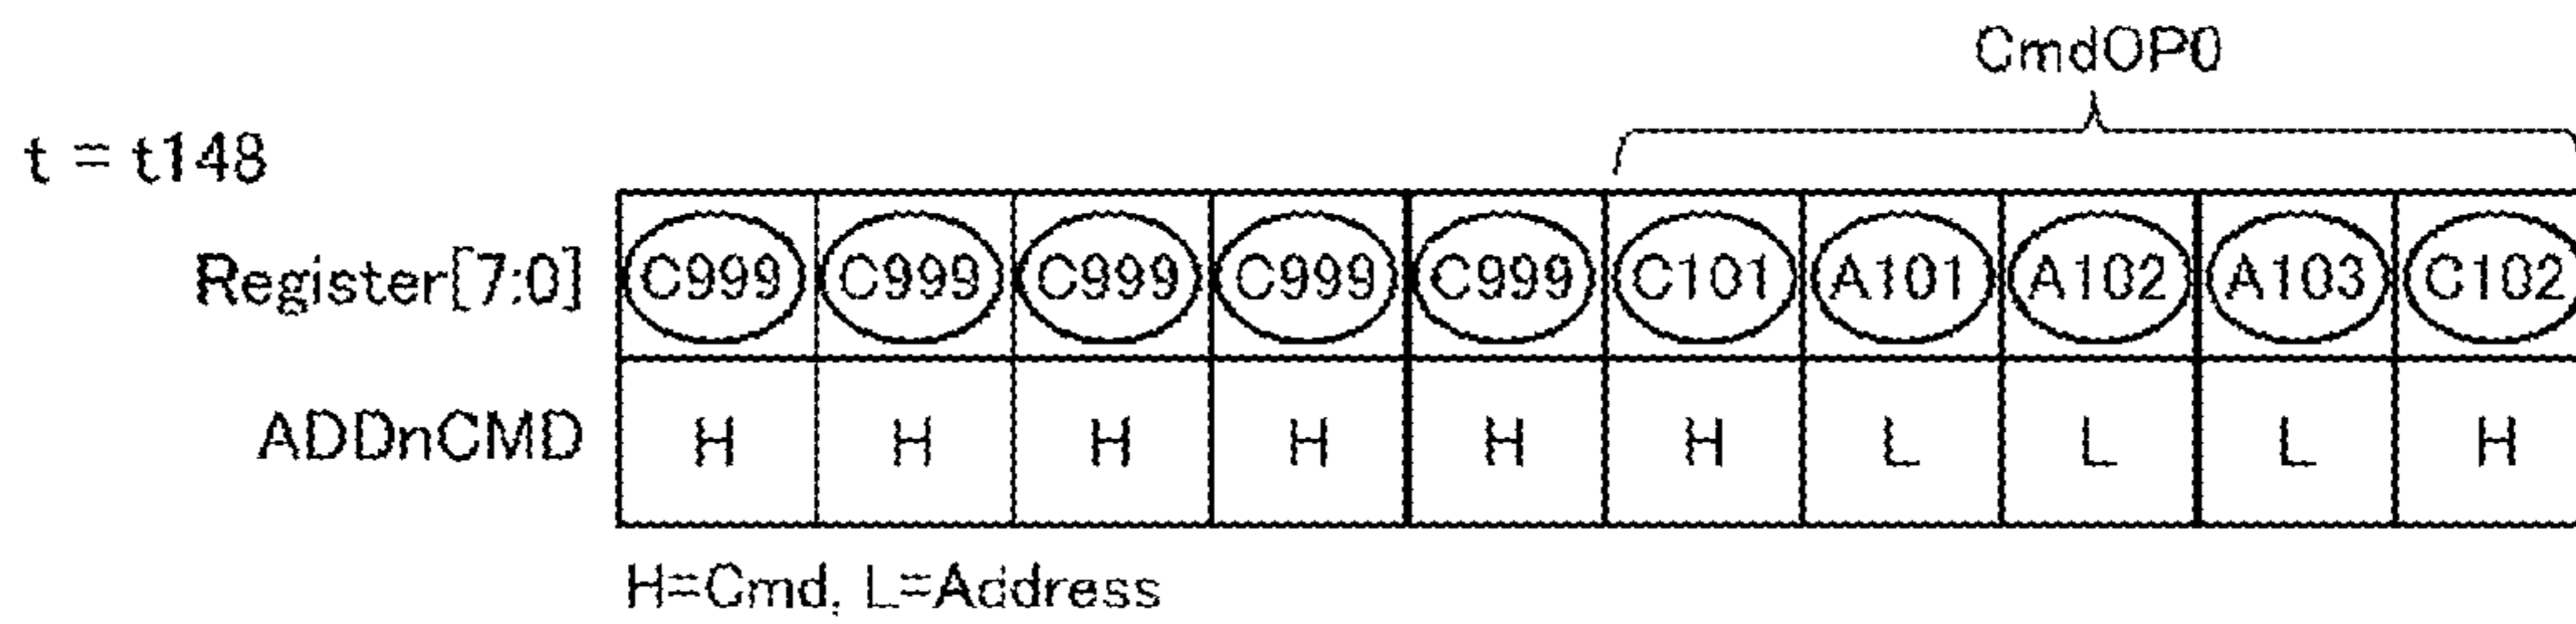 CmdOP0
t = t148
Register[7:0] C999 C999 C999 C999 C999 C101 A101 A102 A103 C102
ADDnCMD H H H H H H L L L H
H=Cmd, L=Address